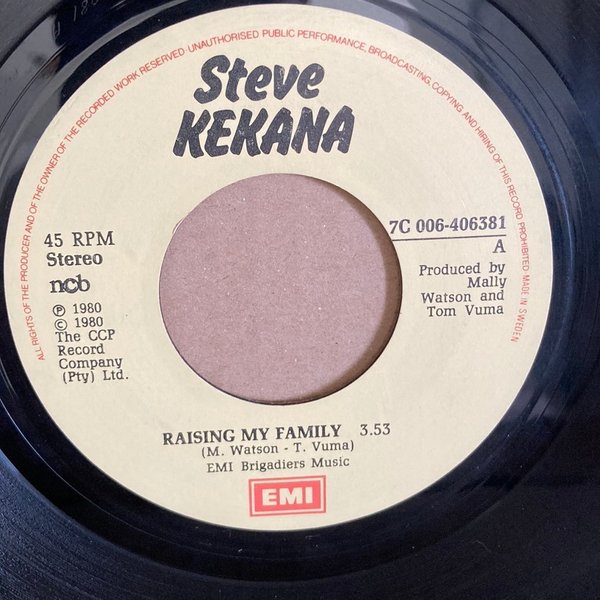 ALL RIGHTS OF THE PRODUCER AND OF THE OWNER OF THE RECORDED WORK RESERVED · UNAUTHORISED PUBLIC PERFORMANCE, BROADCASTING, COPYING AND HIRING OF THIS RECORD PROHIBITED MADE IN SWEDEN
Steve
KEKANA
45 RPM
Stereo
ncb
℗ 1980
© 1980
The CCP
Record
Company
(Pty) Ltd.
7C 006-406381
A
Produced by
Mally
Watson and
Tom Vuma
RAISING MY FAMILY 3.53
(M. Watson - T. Vuma)
EMI Brigadiers Music
EMI